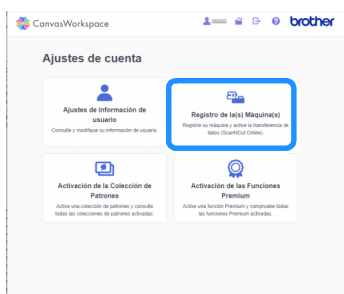 CanvasWorkspace
brother
Ajustes de cuenta
Ajustes de información de
usuario
Consulte y modifique su información de usuario.
Registro de la(s) Máquina(s)
Registre su máquina y active la transferencia de
datos (ScanNCut Online).
Activación de la Colección de
Patrones
Active una colección de patrones y consulte
todas las colecciones de patrones activadas.
Activación de las Funciones
Premium
Active una función Premium y compruebe todas
las funciones Premium activadas.